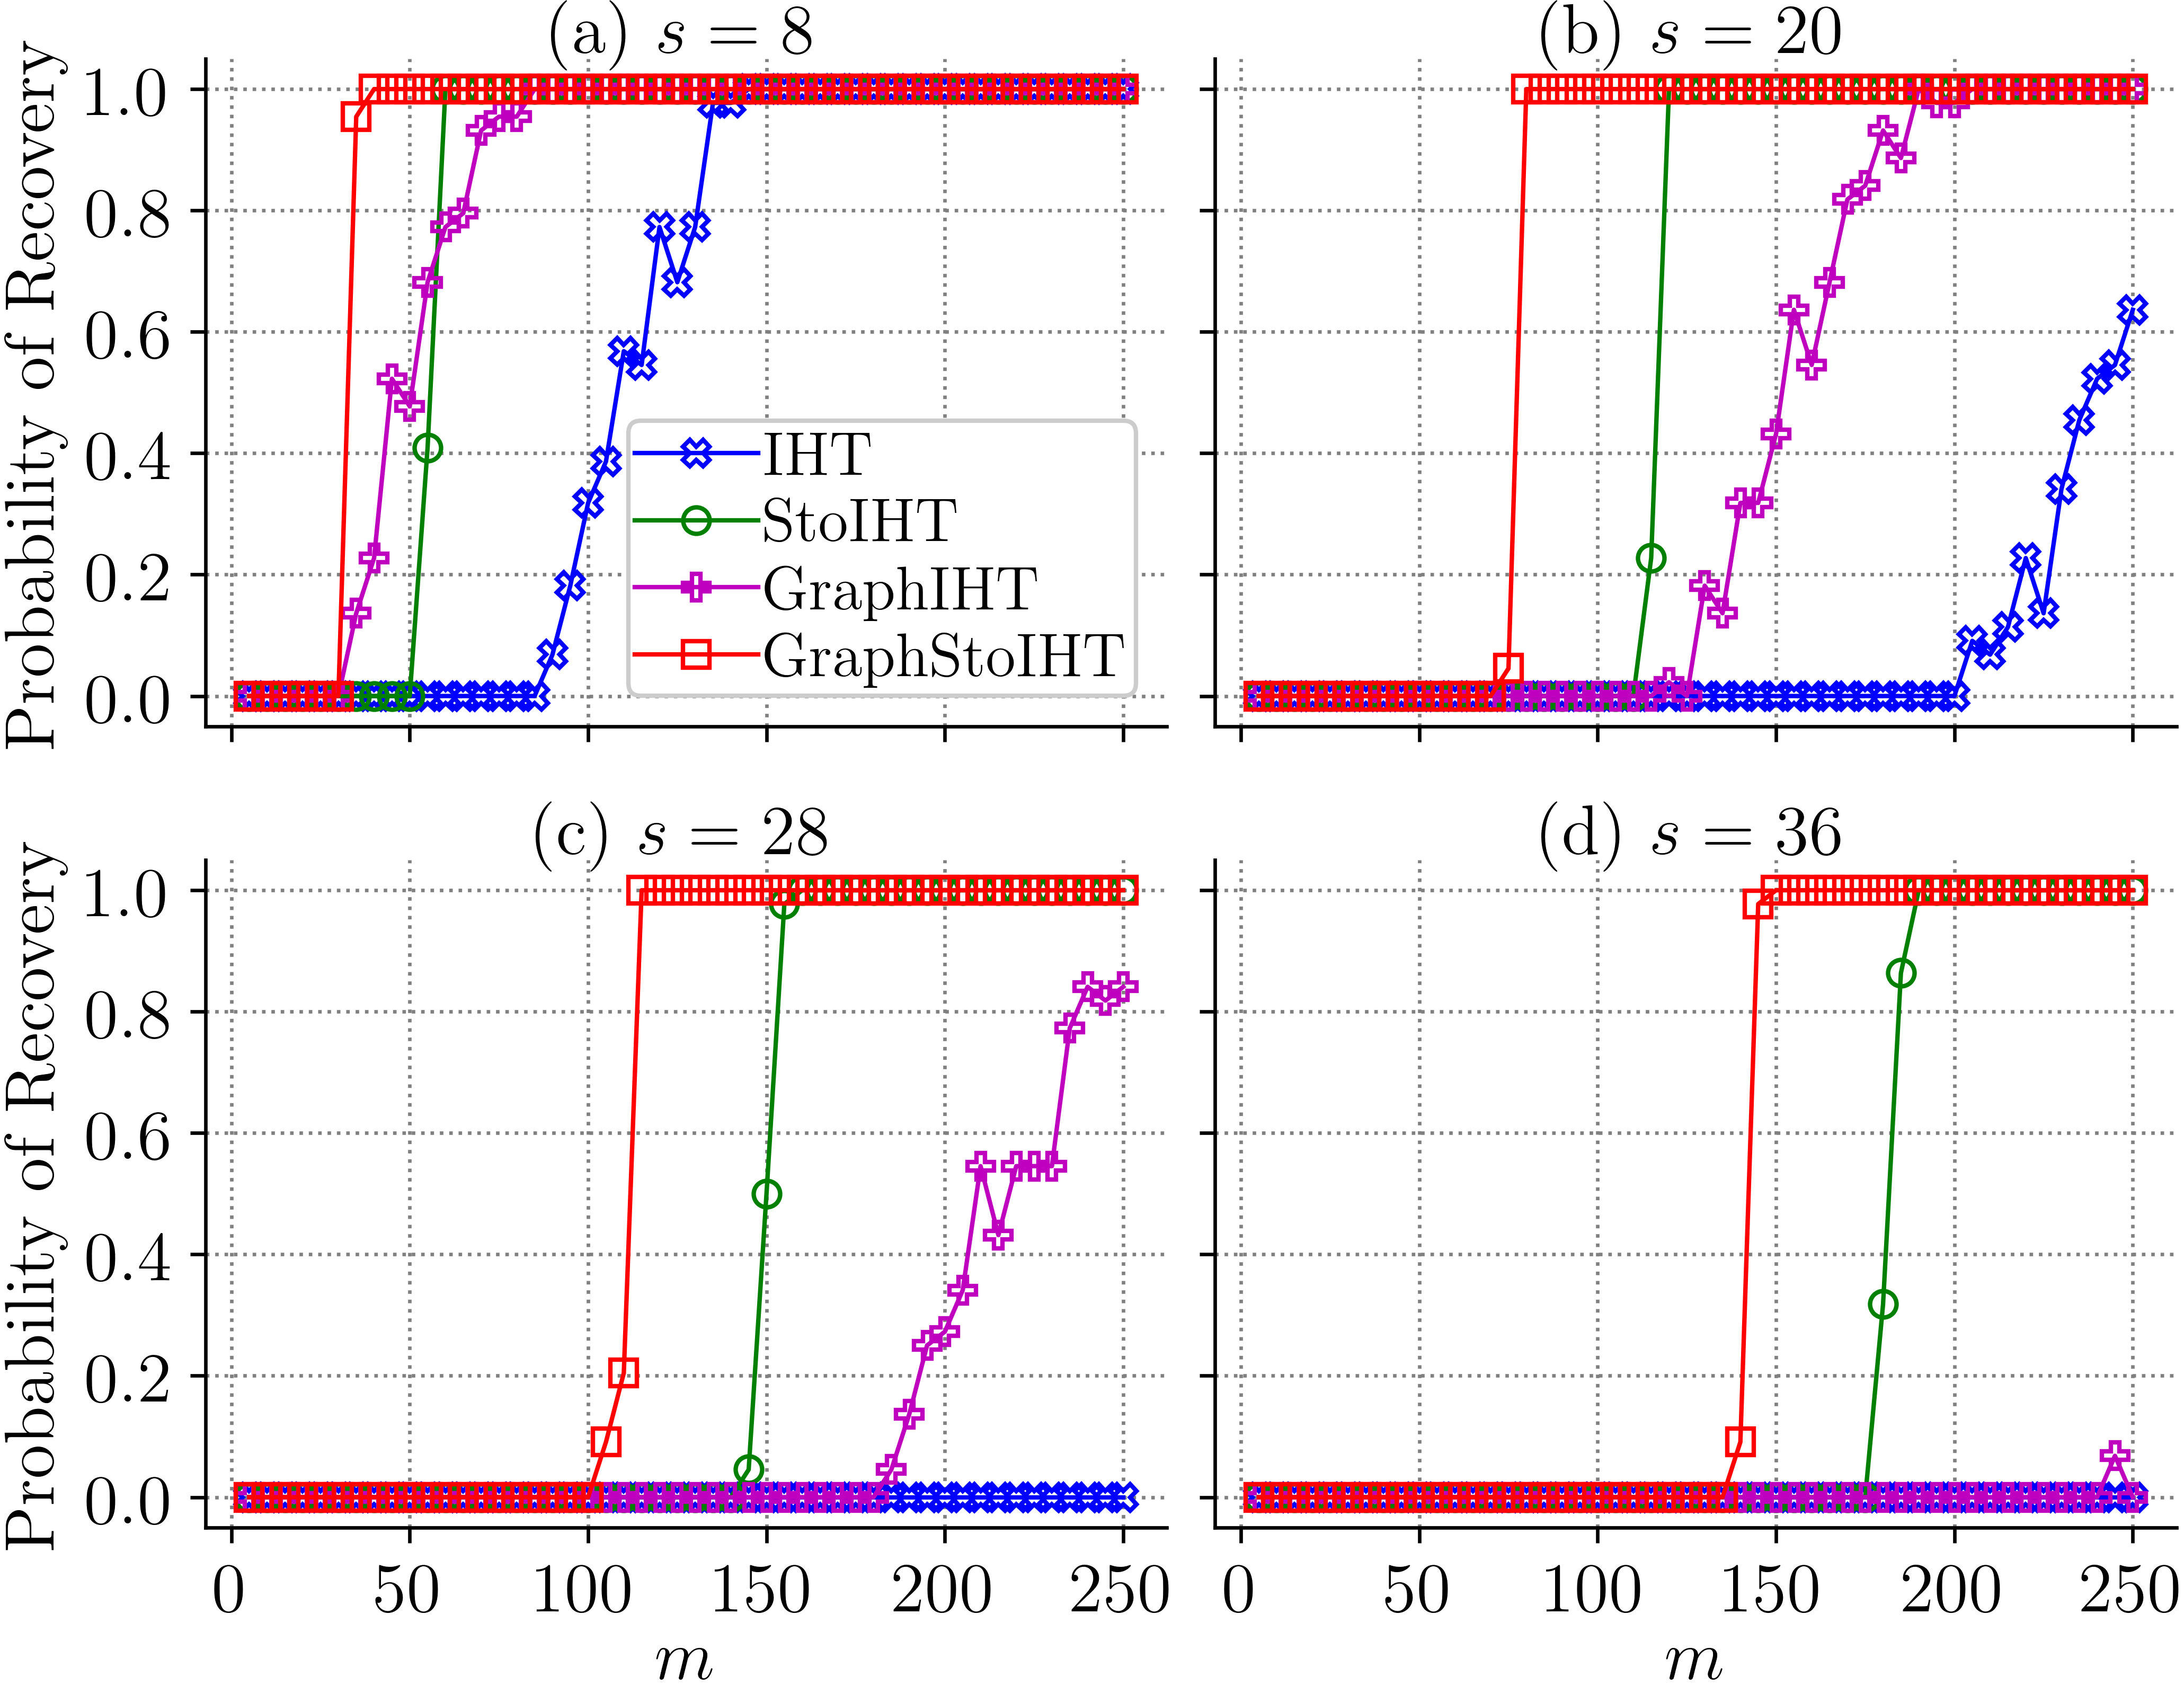 (a) s = 8
(b) s = 20
Probability of Recovery
1.0
0.8
0.6
0.4
0.2
0.0
IHT
StoIHT
GraphIHT
GraphStoIHT
(c) s = 28
(d) s = 36
Probability of Recovery
1.0
0.8
0.6
0.4
0.2
0.0
0 50 100 150 200 250
0 50 100 150 200 250
m
m